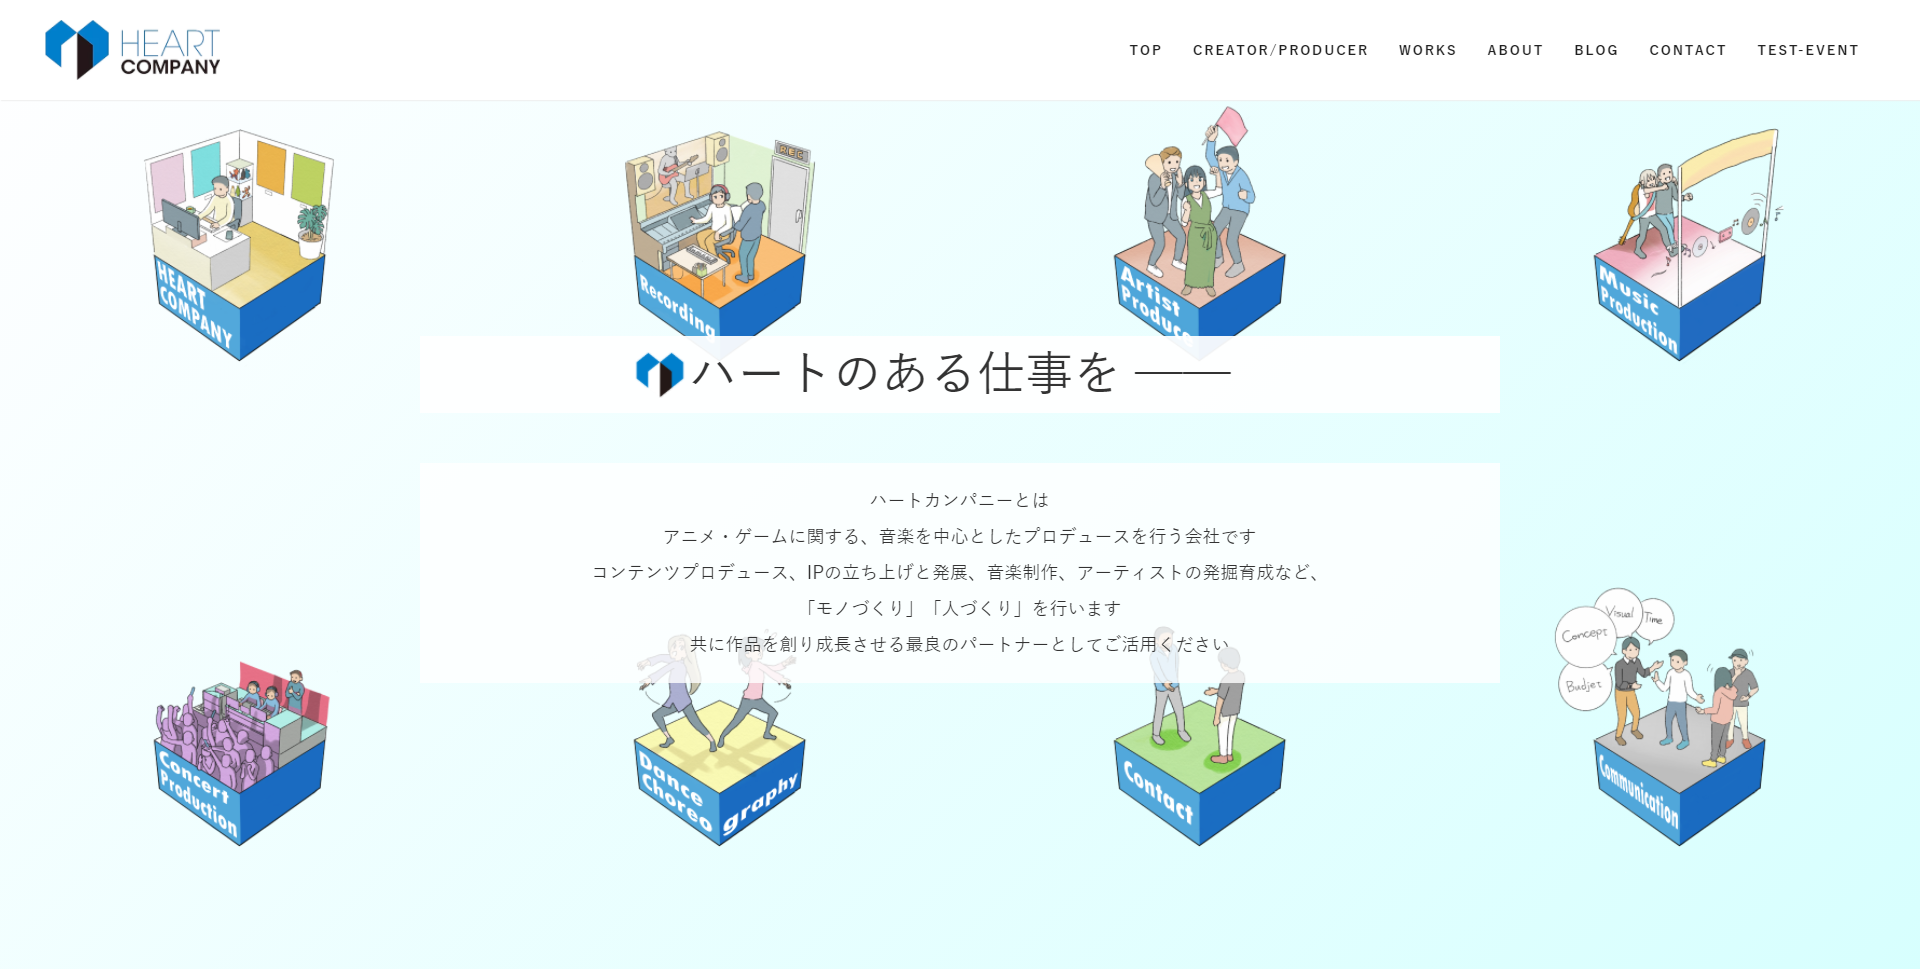 HEART
COMPANY
TOP
CREATOR/PRODUCER
WORKS
ABOUT
BLOG
CONTACT
TEST-EVENT
HEART
COMPANY
REC
Recording
Artist
Produce
Music
Production
ハートのある仕事を ——
ハートカンパニーとは
アニメ・ゲームに関する、音楽を中心としたプロデュースを行う会社です
コンテンツプロデュース、IPの立ち上げと発展、音楽制作、アーティストの発掘育成など、
「モノづくり」「人づくり」を行います
共に作品を創り成長させる最良のパートナーとしてご活用ください
Concert
Production
Dance
Choreo
graphy
Contact
Concept
Visual
Time
Budjet
Communication